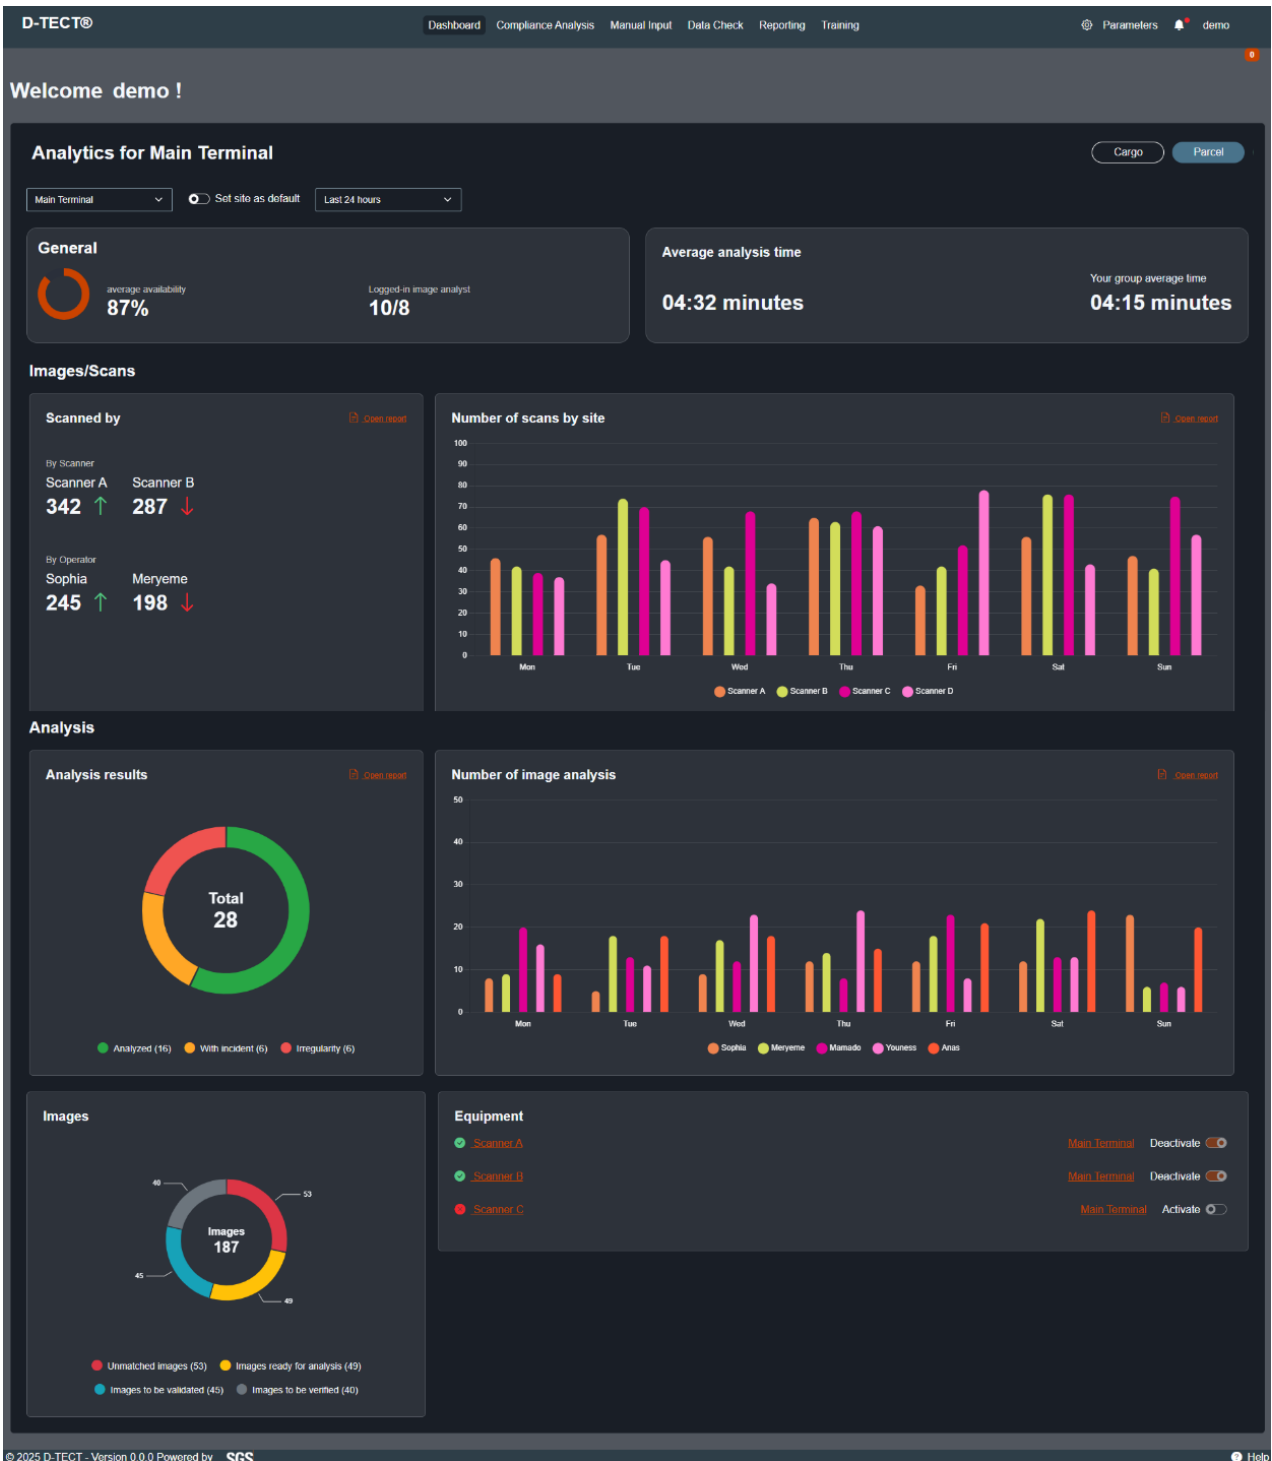 D-TECT®
Dashboard Compliance Analysis Manual Input Data Check Reporting Training
Parameters demo
0
Welcome demo !
Analytics for Main Terminal
Cargo Parcel
Main Terminal Set site as default Last 24 hours
General
average availability
87%
Logged-in image analyst
10/8
Average analysis time
04:32 minutes
Your group average time
04:15 minutes
Images/Scans
Scanned by Open report
By Scanner
Scanner A Scanner B
342 287
By Operator
Sophia Meryeme
245 198
Number of scans by site Open report
100
90
80
70
60
50
40
30
20
10
0
Mon Tue Wed Thu Fri Sat Sun
Scanner A Scanner B Scanner C Scanner D
Analysis
Analysis results Open report
Total
28
Analyzed (16) With incident (6) Irregularity (6)
Number of image analysis Open report
50
40
30
20
10
0
Mon Tue Wed Thu Fri Sat Sun
Sophia Meryeme Mamado Youness Anas
Images
40
53
Images
187
45
49
Unmatched images (53) Images ready for analysis (49)
Images to be validated (45) Images to be verified (40)
Equipment
Scanner A Main Terminal Deactivate
Scanner B Main Terminal Deactivate
Scanner C Main Terminal Activate
© 2025 D-TECT - Version 0.0.0 Powered by SGS
? Help